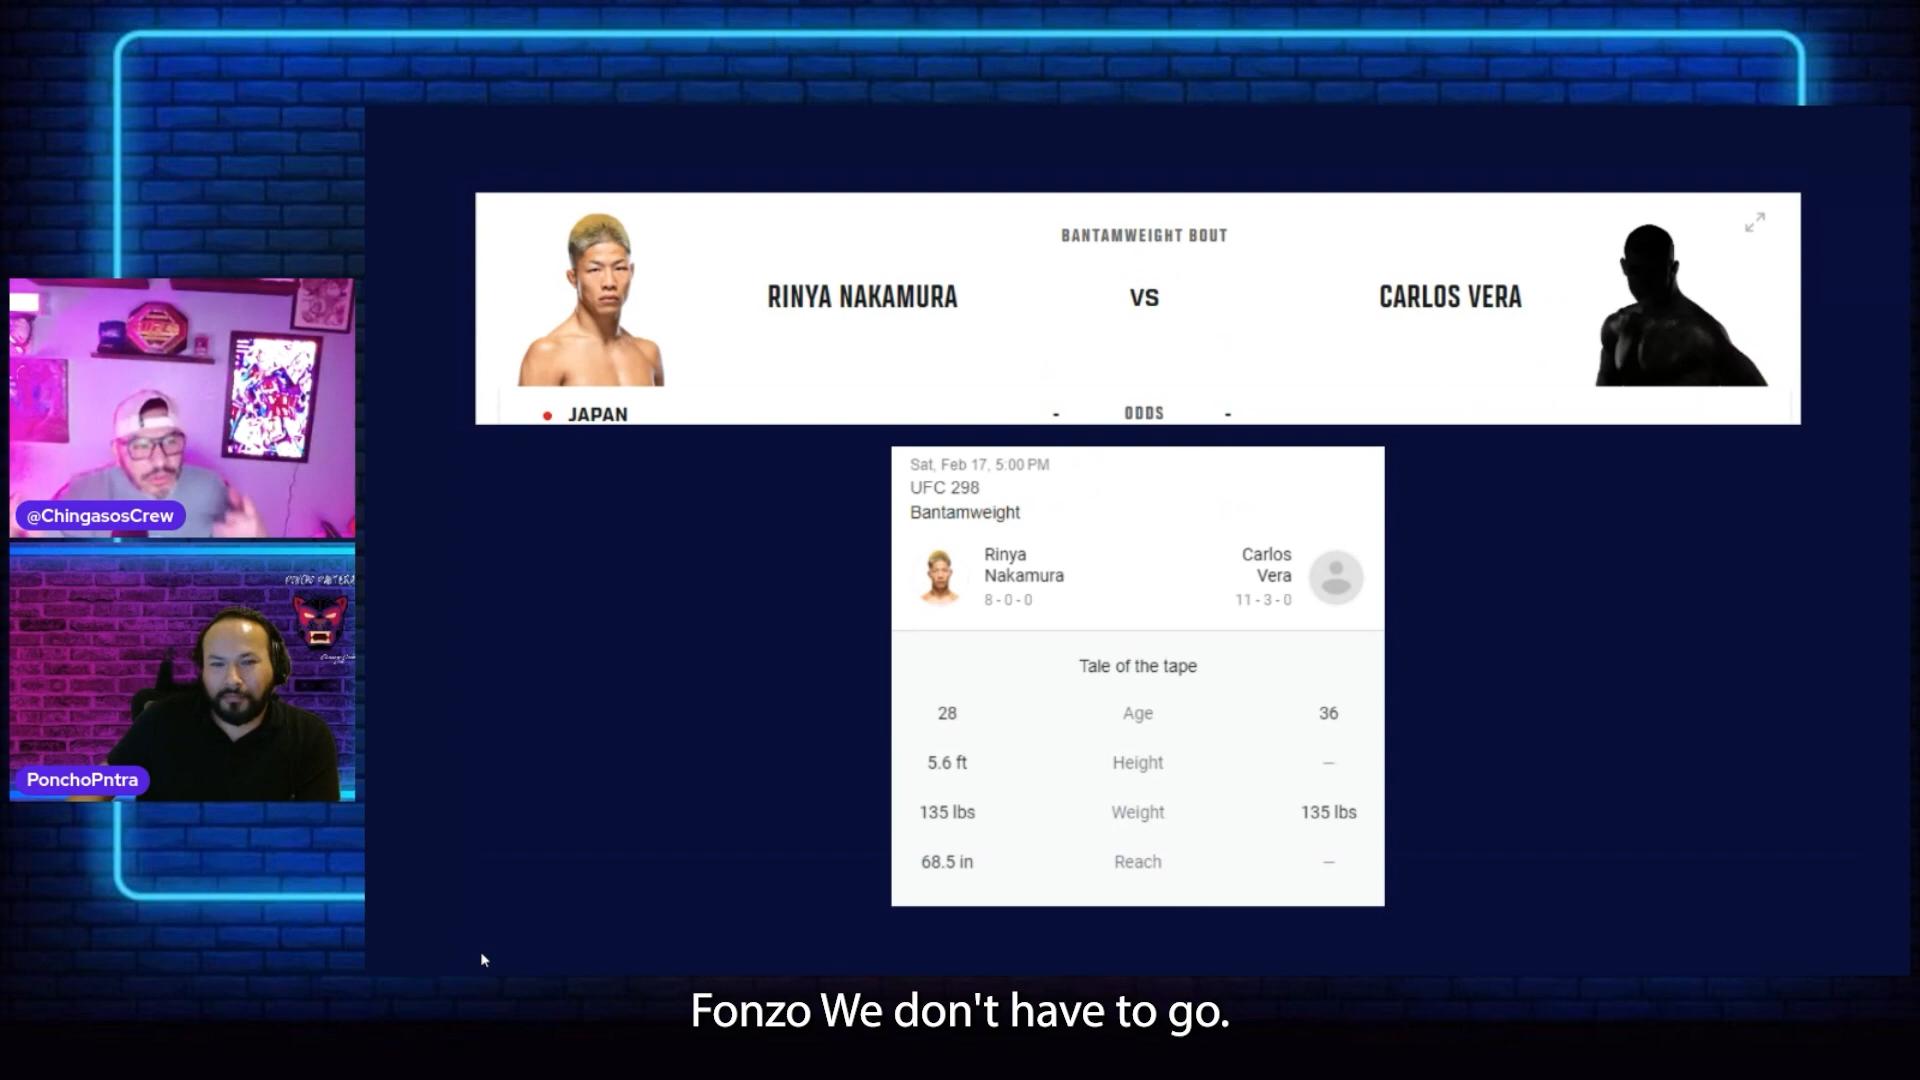 BANTAMWEIGHT BOUT
RINYA NAKAMURA VS CARLOS VERA
JAPAN - ODDS -
Sat, Feb 17, 5:00 PM
UFC 298
Bantamweight
Rinya Carlos
Nakamura Vera
8 - 0 - 0 11 - 3 - 0
Tale of the tape
28 Age 36
5.6 ft Height –
135 lbs Weight 135 lbs
68.5 in Reach –
@ChingasosCrew
PONCHO PANTERA
PonchoPntra
Fonzo We don't have to go.